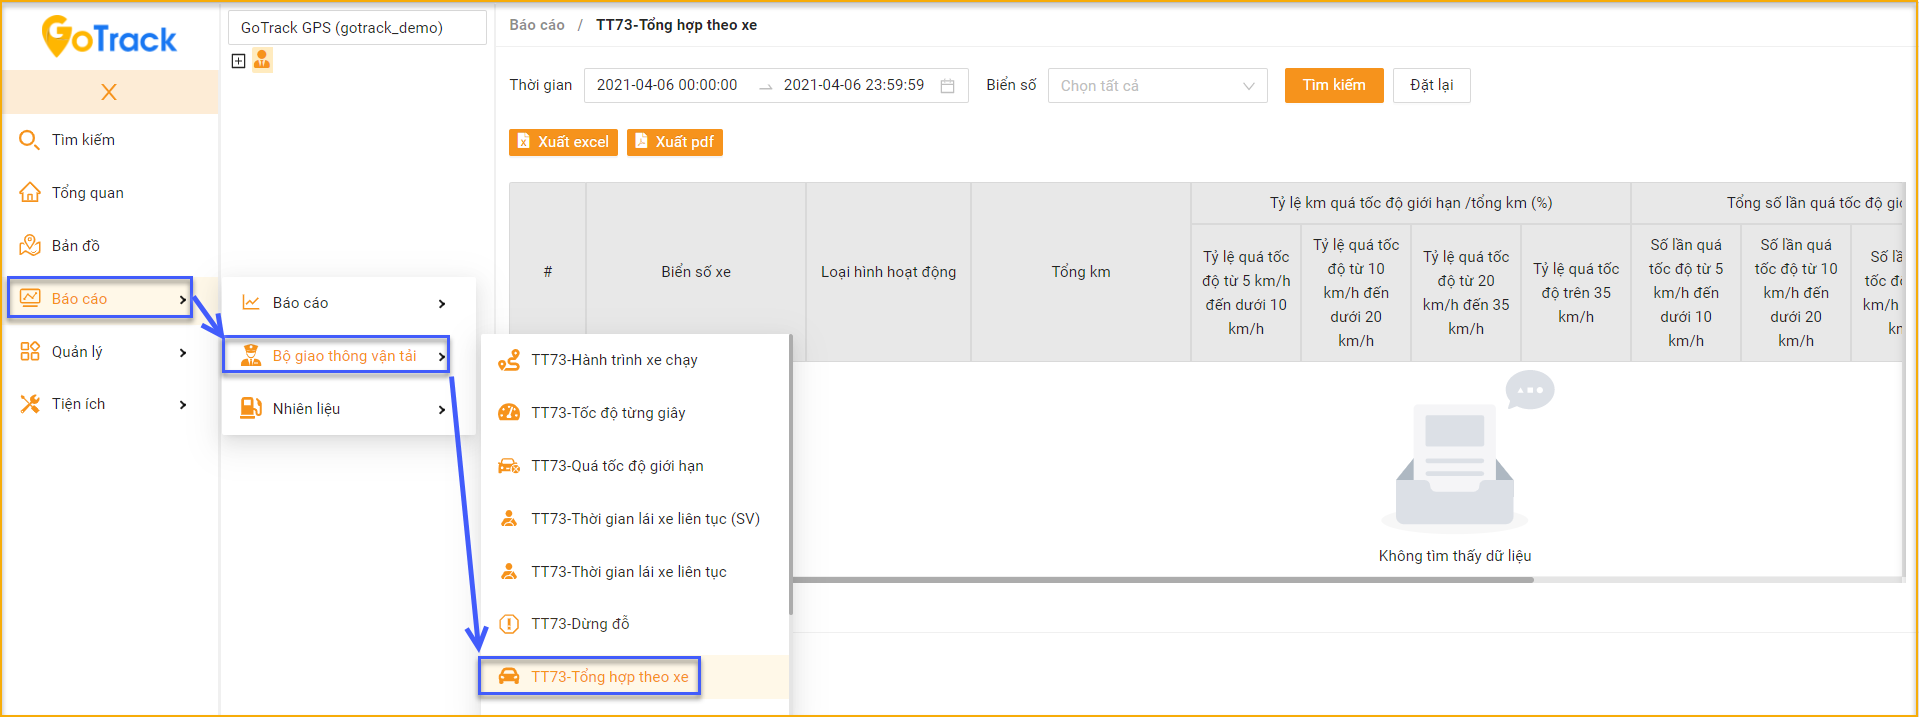 GoTrack
X
Tìm kiếm
Tổng quan
Bản đồ
Báo cáo
Quản lý
Tiện ích
GoTrack GPS (gotrack_demo)
Báo cáo
Bộ giao thông vận tải
Nhiên liệu
TT73-Hành trình xe chạy
TT73-Tốc độ từng giây
TT73-Quá tốc độ giới hạn
TT73-Thời gian lái xe liên tục (SV)
TT73-Thời gian lái xe liên tục
TT73-Dừng đỗ
TT73-Tổng hợp theo xe
Báo cáo / TT73-Tổng hợp theo xe
Thời gian 2021-04-06 00:00:00 → 2021-04-06 23:59:59 Biển số Chọn tất cả Tìm kiếm Đặt lại
Xuất excel Xuất pdf
Tỷ lệ km quá tốc độ giới hạn /tổng km (%)
Tổng số lần quá tốc độ giớ
#
Biển số xe
Loại hình hoạt động
Tổng km
Tỷ lệ quá tốc
độ từ 5 km/h
đến dưới 10
km/h
Tỷ lệ quá tốc
độ từ 10
km/h đến
dưới 20
km/h
Tỷ lệ quá tốc
độ từ 20
km/h đến 35
km/h
Tỷ lệ quá tốc
độ trên 35
km/h
Số lần quá
tốc độ từ 5
km/h đến
dưới 10
km/h
Số lần quá
tốc độ từ 10
km/h đến
dưới 20
km/h
Số lầ
tốc độ
km/h
km
Không tìm thấy dữ liệu